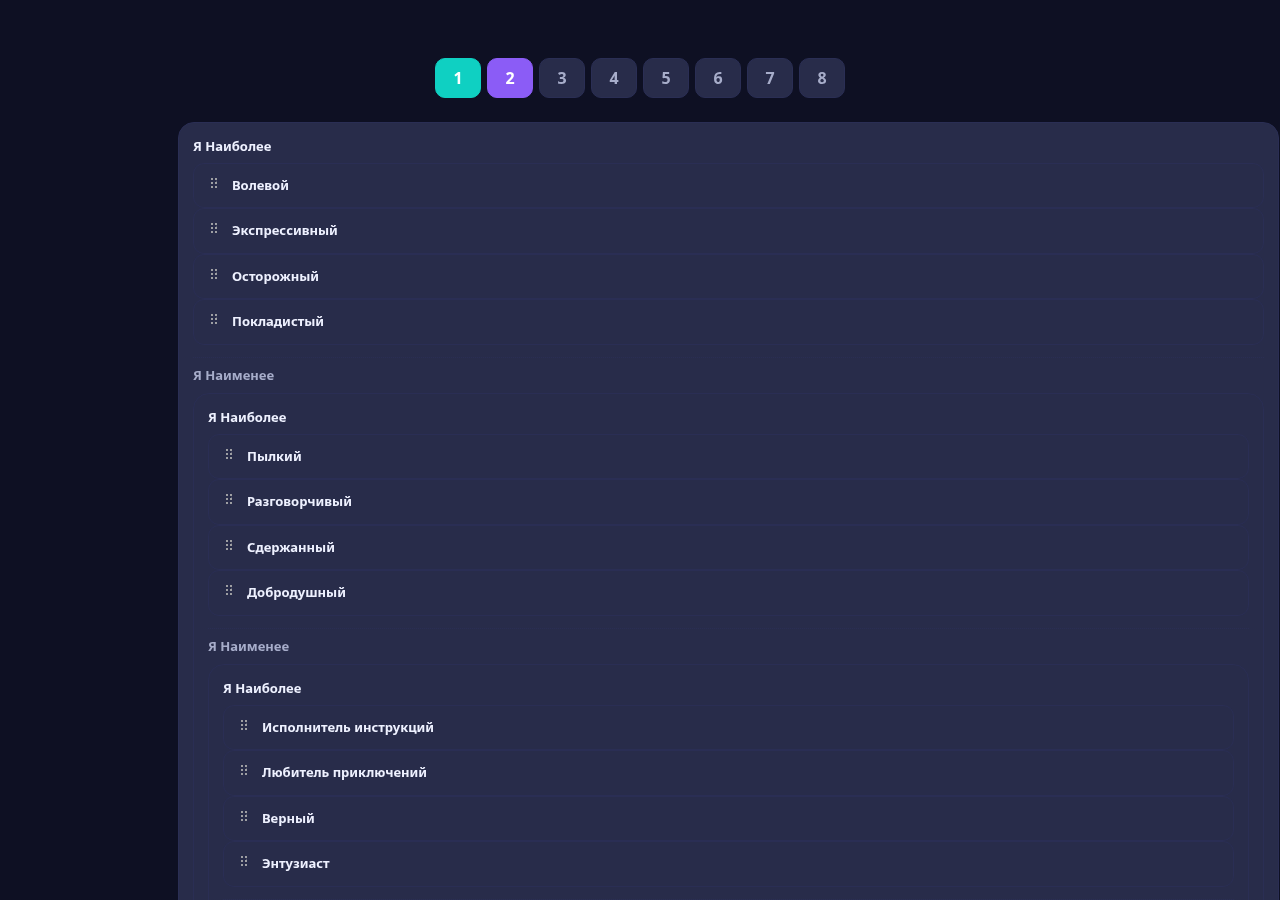 1 2 3 4 5 6 7 8
Я Наиболее
Волевой
Экспрессивный
Осторожный
Покладистый
Я Наименее
Я Наиболее
Пылкий
Разговорчивый
Сдержанный
Добродушный
Я Наименее
Я Наиболее
Исполнитель инструкций
Любитель приключений
Верный
Энтузиаст